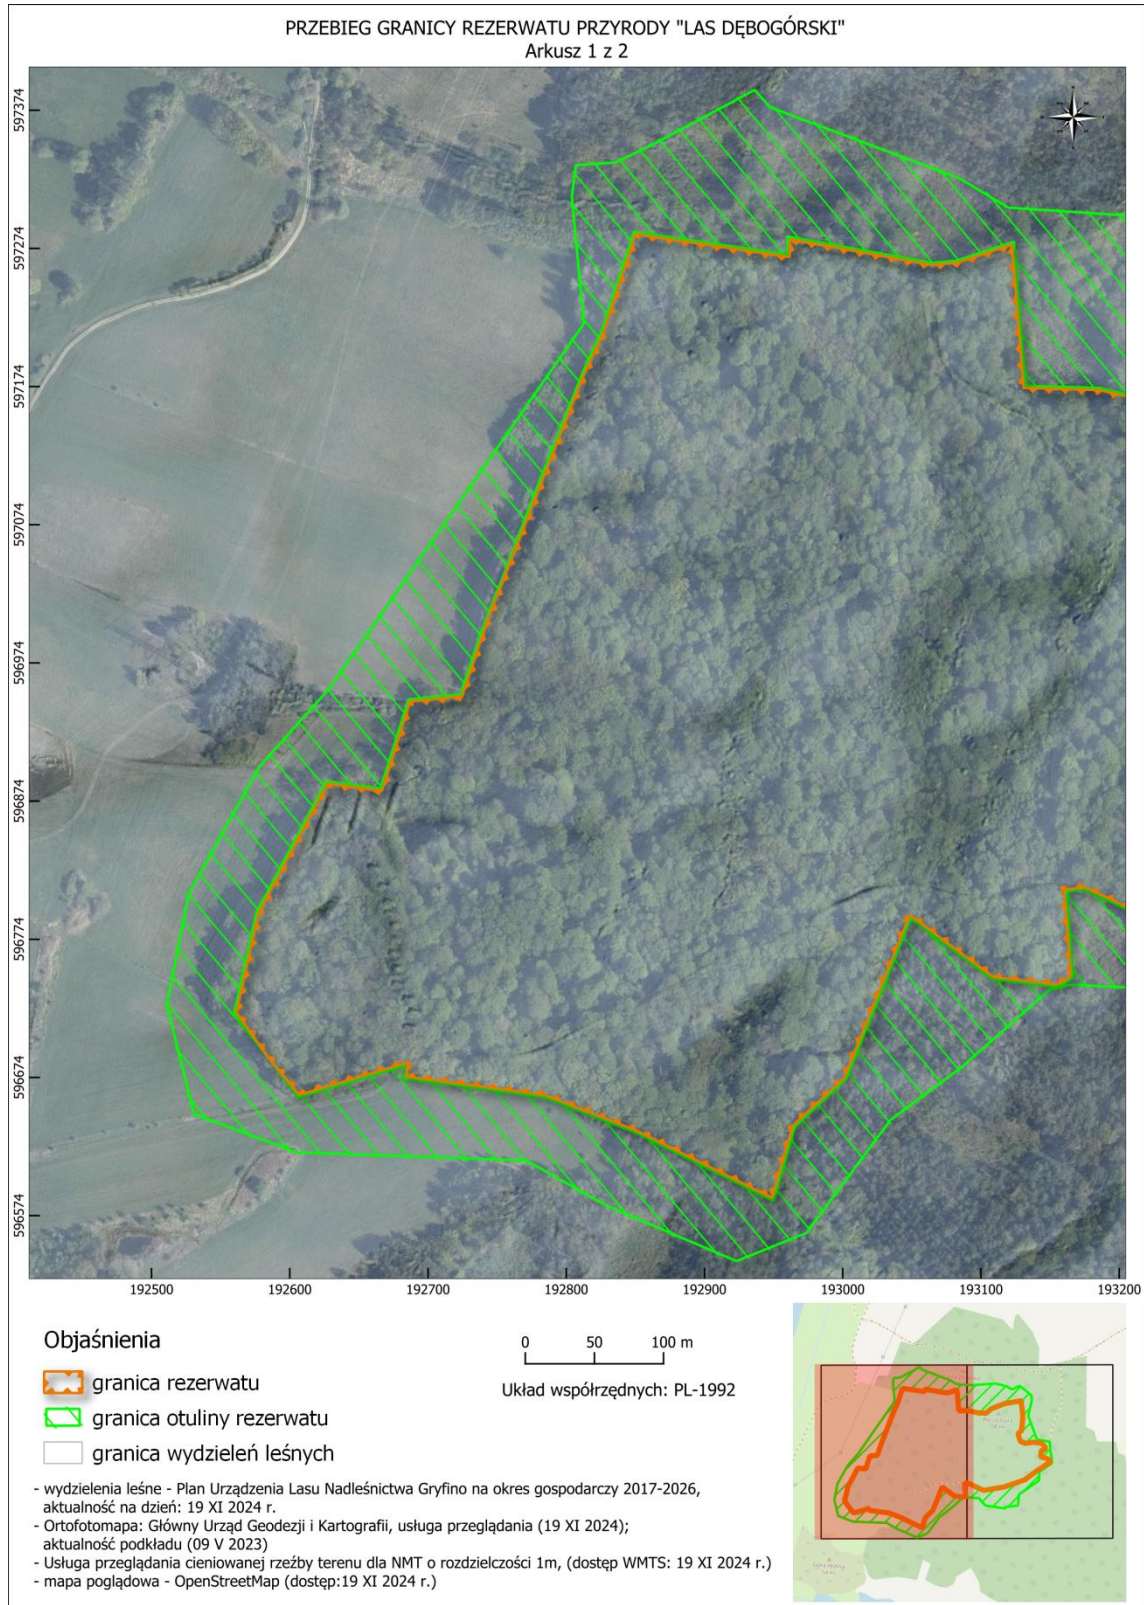 PRZEBIEG GRANICY REZERWATU PRZYRODY "LAS DĘBOGÓRSKI"
Arkusz 1 z 2
597374
597274
597174
597074
596974
596874
596774
596674
596574
192500
192600
192700
192800
192900
193000
193100
193200
Objaśnienia
granica rezerwatu
granica otuliny rezerwatu
granica wydzieleń leśnych
0 50 100 m
Układ współrzędnych: PL-1992
- wydzielenia leśne - Plan Urządzenia Lasu Nadleśnictwa Gryfino na okres gospodarczy 2017-2026,
aktualność na dzień: 19 XI 2024 r.
- Ortofotomapa: Główny Urząd Geodezji i Kartografii, usługa przeglądania (19 XI 2024);
aktualność podkładu (09 V 2023)
- Usługa przeglądania cieniowanej rzeźby terenu dla NMT o rozdzielczości 1m, (dostęp WMTS: 19 XI 2024 r.)
- mapa poglądowa - OpenStreetMap (dostęp:19 XI 2024 r.)